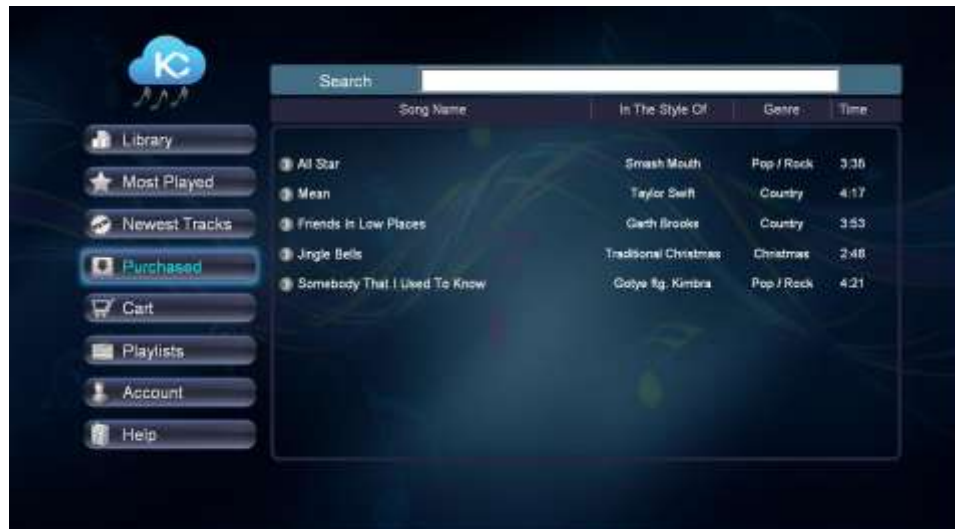 KC
Search
Song Name In The Style Of Genre Time
Library
Most Played
Newest Tracks
Purchased
Cart
Playlists
Account
Help
All Star Smash Mouth Pop / Rock 3:36
Mean Taylor Swift Country 4:17
Friends In Low Places Garth Brooks Country 3:53
Jingle Bells Traditional Christmas Christmas 2:48
Somebody That I Used To Know Gotye ftg. Kimbra Pop / Rock 4:21